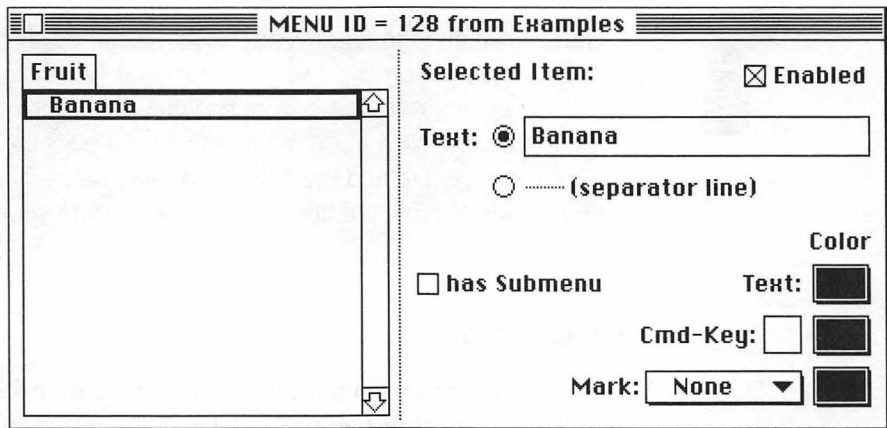 MENU ID = 128 from Examples
Fruit
Banana
Selected Item:
Enabled
Text:
Banana
(separator line)
Color
has Submenu
Text:
Cmd-Key:
Mark:
None